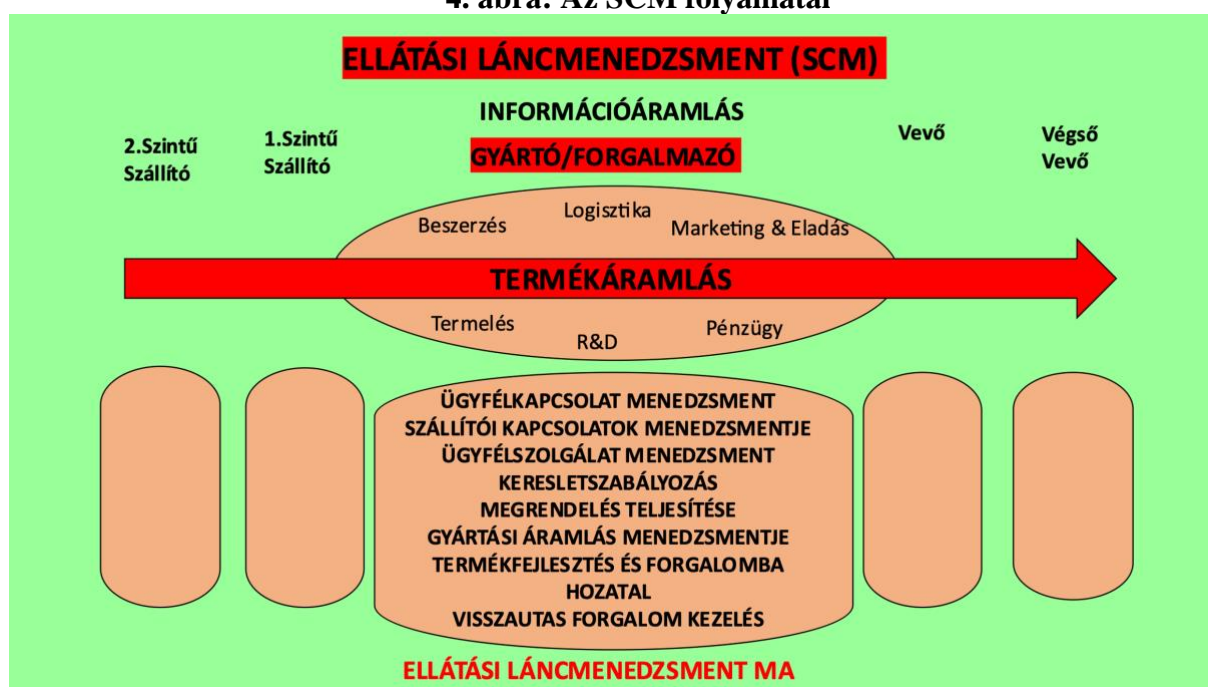 4. ábra: Az SCM folyamatai
ELLÁTÁSI LÁNCMENEDZSMENT (SCM)
INFORMÁCIÓÁRAMLÁS
2.Szintű
Szállító
1.Szintű
Szállító
GYÁRTÓ/FORGALMAZÓ
Vevő
Végső
Vevő
Beszerzés
Logisztika
Marketing & Eladás
TERMÉKÁRAMLÁS
Termelés
R&D
Pénzügy
ÜGYFÉLKAPCSOLAT MENEDZSMENT
SZÁLLÍTÓI KAPCSOLATOK MENEDZSMENTJE
ÜGYFÉLSZOLGÁLAT MENEDZSMENT
KERESLETSZABÁLYOZÁS
MEGRENDELÉS TELJESÍTÉSE
GYÁRTÁSI ÁRAMLÁS MENEDZSMENTJE
TERMÉKFEJLESZTÉS ÉS FORGALOMBA
HOZATAL
VISSZAUTAS FORGALOM KEZELÉS
ELLÁTÁSI LÁNCMENEDZSMENT MA